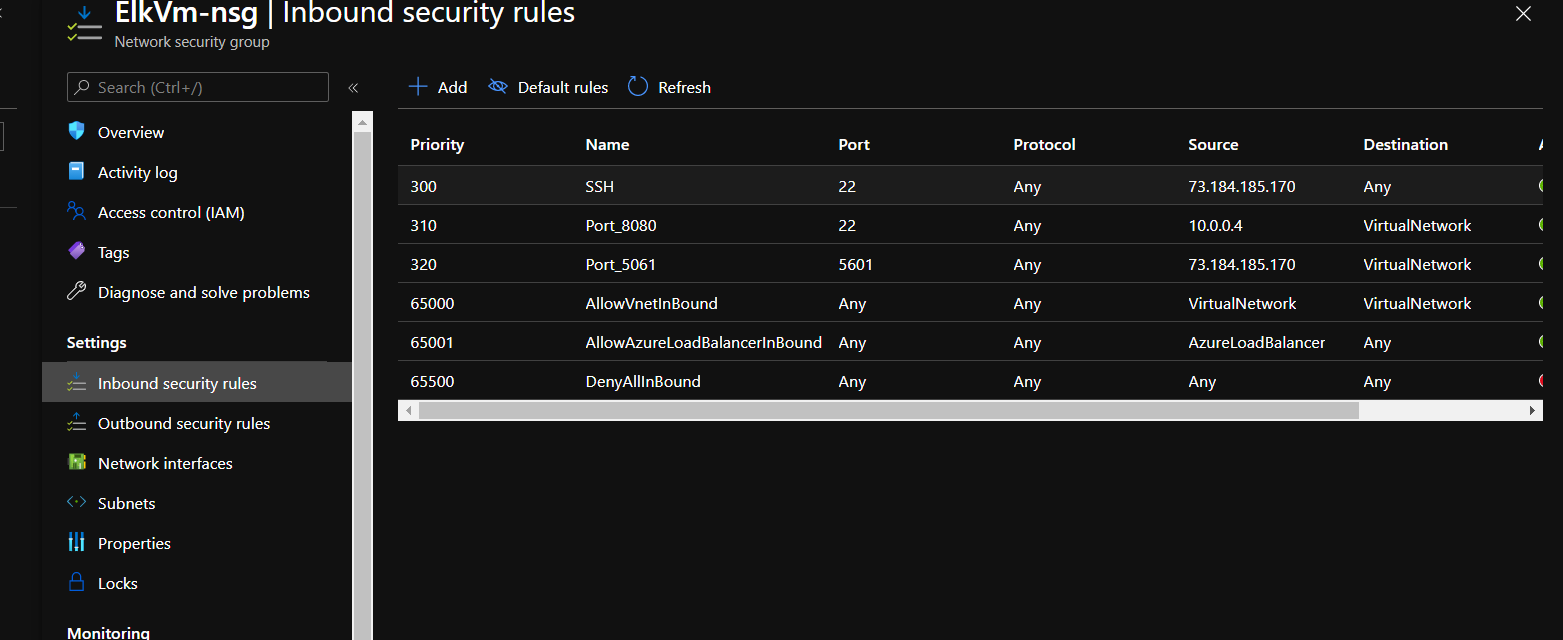 ElkVm-nsg | Inbound security rules
Network security group
Search (Ctrl+/)
«
Add
Default rules
Refresh
Overview
Activity log
Access control (IAM)
Tags
Diagnose and solve problems
Settings
Inbound security rules
Outbound security rules
Network interfaces
Subnets
Properties
Locks
Monitoring
Priority Name Port Protocol Source Destination
300 SSH 22 Any 73.184.185.170 Any
310 Port_8080 22 Any 10.0.0.4 VirtualNetwork
320 Port_5061 5601 Any 73.184.185.170 VirtualNetwork
65000 AllowVnetInBound Any Any VirtualNetwork VirtualNetwork
65001 AllowAzureLoadBalancerInBound Any Any AzureLoadBalancer Any
65500 DenyAllInBound Any Any Any Any